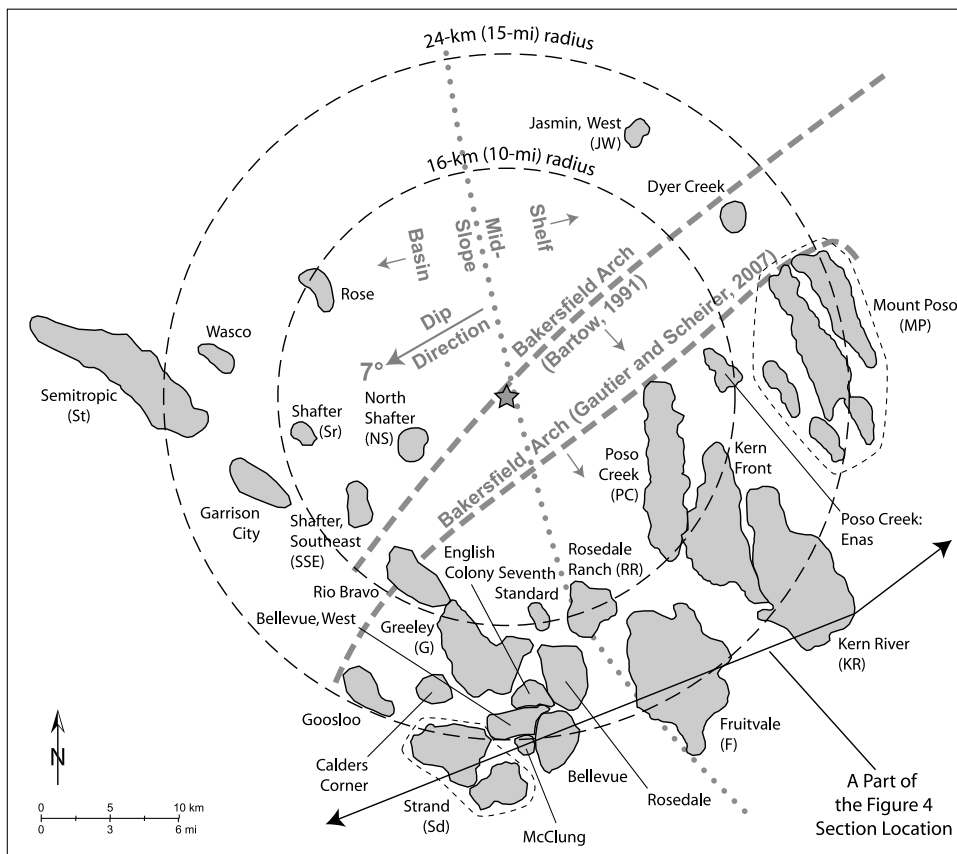 24-km (15-mi) radius
Jasmin, West
(JW)
16-km (10-mi) radius
Dyer Creek
Shelf
Mid-
Slope
Basin
Bakersfield Arch
(Bartow, 1991)
Bakersfield Arch (Gautier and Scheirer, 2007)
Mount Poso
(MP)
Rose
Wasco
Dip
Direction
7°
Semitropic
(St)
Shafter
(Sr)
North
Shafter
(NS)
Kern
Front
Poso
Creek
(PC)
Garrison
City
Shafter,
Southeast
(SSE)
Poso Creek:
Enas
English
Colony
Seventh
Standard
Rosedale
Ranch (RR)
Rio Bravo
Bellevue, West
Greeley
(G)
Kern River
(KR)
Goosloo
Fruitvale
(F)
Calders
Corner
Bellevue
Rosedale
Strand
(Sd)
McClung
A Part of
the Figure 4
Section Location
N
0 5 10 km
0 3 6 mi